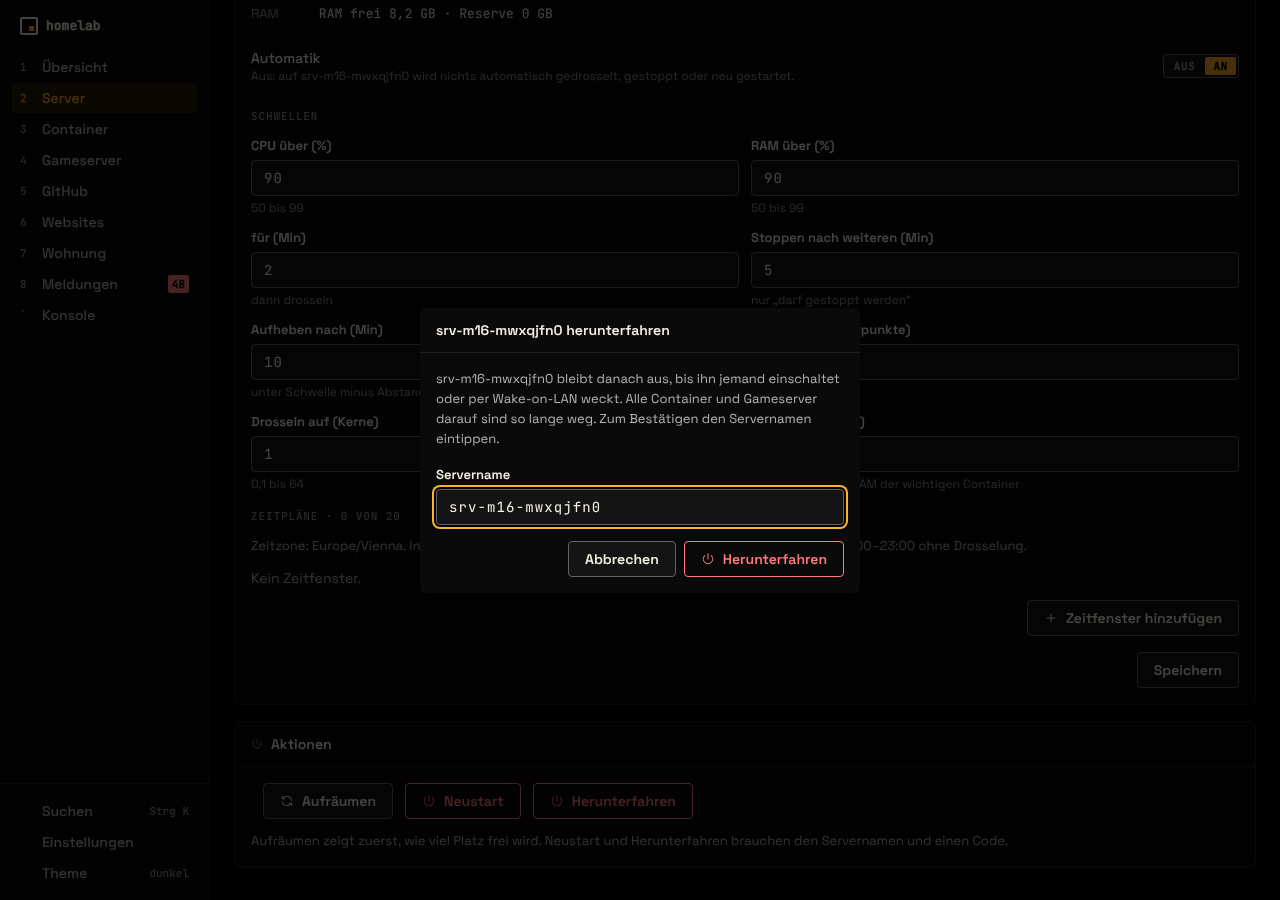 homelab
1 Übersicht
2 Server
3 Container
4 Gameserver
5 GitHub
6 Websites
7 Wohnung
8 Meldungen 48
` Konsole
Suchen Strg K
Einstellungen
Theme dunkel
RAM RAM frei 8,2 GB · Reserve 0 GB
Automatik
Aus: auf srv-m16-mwxqjfn0 wird nichts automatisch gedrosselt, gestoppt oder neu gestartet.
AUS AN
SCHWELLEN
CPU über (%) RAM über (%)
90 90
50 bis 99 50 bis 99
für (Min) Stoppen nach weiteren (Min)
2 5
dann drosseln nur „darf gestoppt werden“
Aufheben nach (Min)
10
unter Schwelle minus
Drosseln auf (Kerne)
1
0,1 bis 64 der wichtigen Container
ZEITPLÄNE · 0 VON 20
Zeitzone: Europe/Vienna. 00–23:00 ohne Drosselung.
Kein Zeitfenster.
srv-m16-mwxqjfn0 herunterfahren
srv-m16-mwxqjfn0 bleibt danach aus, bis ihn jemand einschaltet
oder per Wake-on-LAN weckt. Alle Container und Gameserver
darauf sind so lange weg. Zum Bestätigen den Servernamen
eintippen.
Servername
srv-m16-mwxqjfn0
Abbrechen Herunterfahren
+ Zeitfenster hinzufügen
Speichern
Aktionen
Aufräumen Neustart Herunterfahren
Aufräumen zeigt zuerst, wie viel Platz frei wird. Neustart und Herunterfahren brauchen den Servernamen und einen Code.